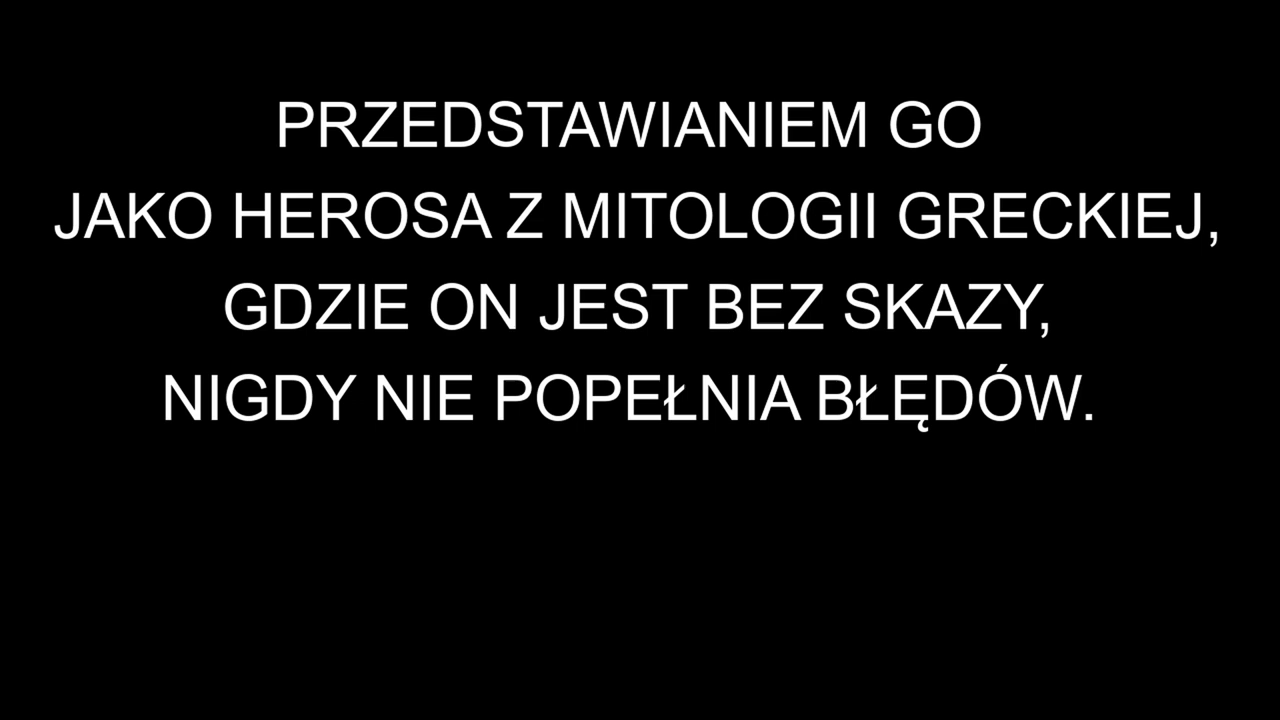 PRZEDSTAWIANIEM GO
JAKO HEROSA Z MITOLOGII GRECKIEJ,
GDZIE ON JEST BEZ SKAZY,
NIGDY NIE POPEŁNIA BŁĘDÓW.